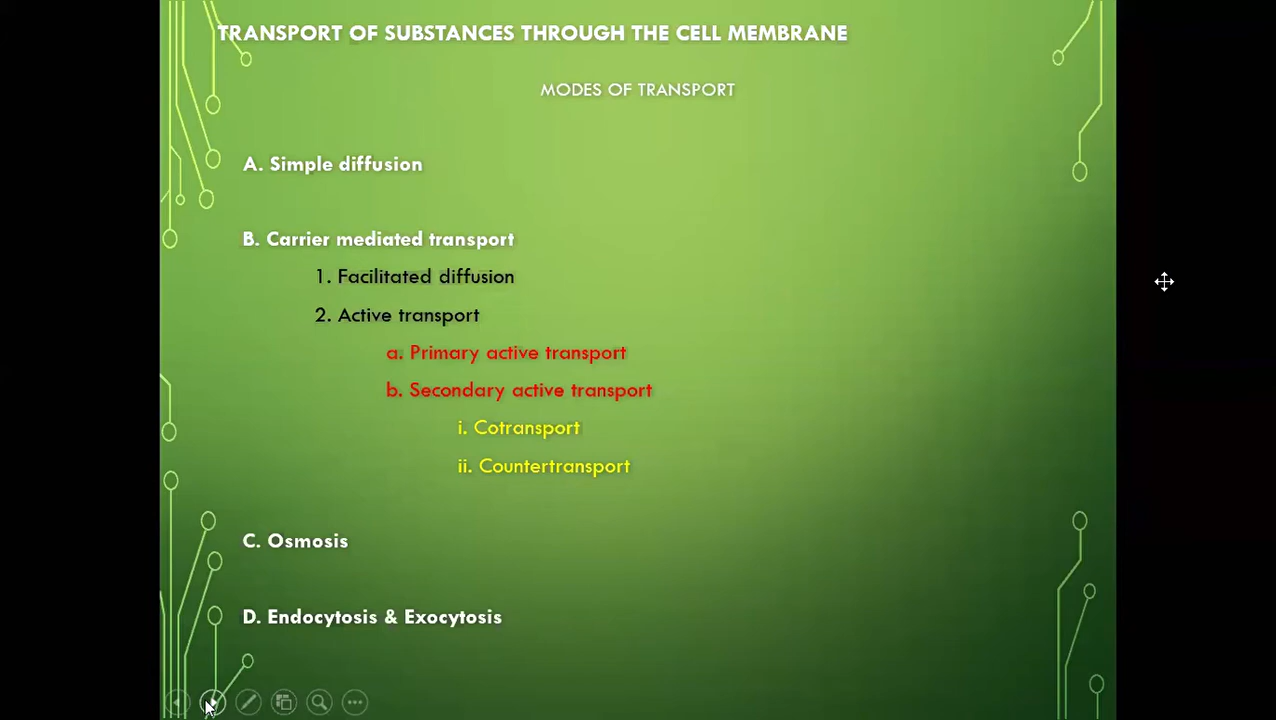 TRANSPORT OF SUBSTANCES THROUGH THE CELL MEMBRANE
MODES OF TRANSPORT
A. Simple diffusion
B. Carrier mediated transport
1. Facilitated diffusion
2. Active transport
a. Primary active transport
b. Secondary active transport
i. Cotransport
ii. Countertransport
C. Osmosis
D. Endocytosis & Exocytosis